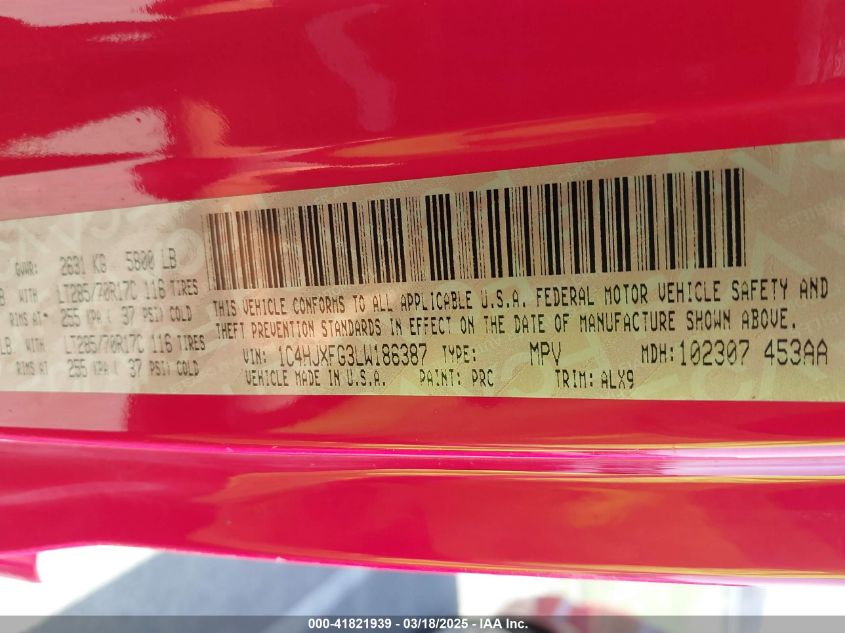 GVWR: 2631 KG 5800 LB
B WITH LT285/70R17C 116 TIRES
RIMS AT 255 KPA ( 37 PSI) COLD
LB WITH LT285/70R17C 116 TIRES
RIMS AT 255 KPA ( 37 PSI) COLD
THIS VEHICLE CONFORMS TO ALL APPLICABLE U.S.A. FEDERAL MOTOR VEHICLE SAFETY AND
THEFT PREVENTION STANDARDS IN EFFECT ON THE DATE OF MANUFACTURE SHOWN ABOVE.
VIN: 1C4HJXFG3LW186387 TYPE: MPV MDH: 102307 453AA
VEHICLE MADE IN U.S.A. PAINT: PRC TRIM: ALX9
000-41821939 - 03/18/2025 - IAA Inc.